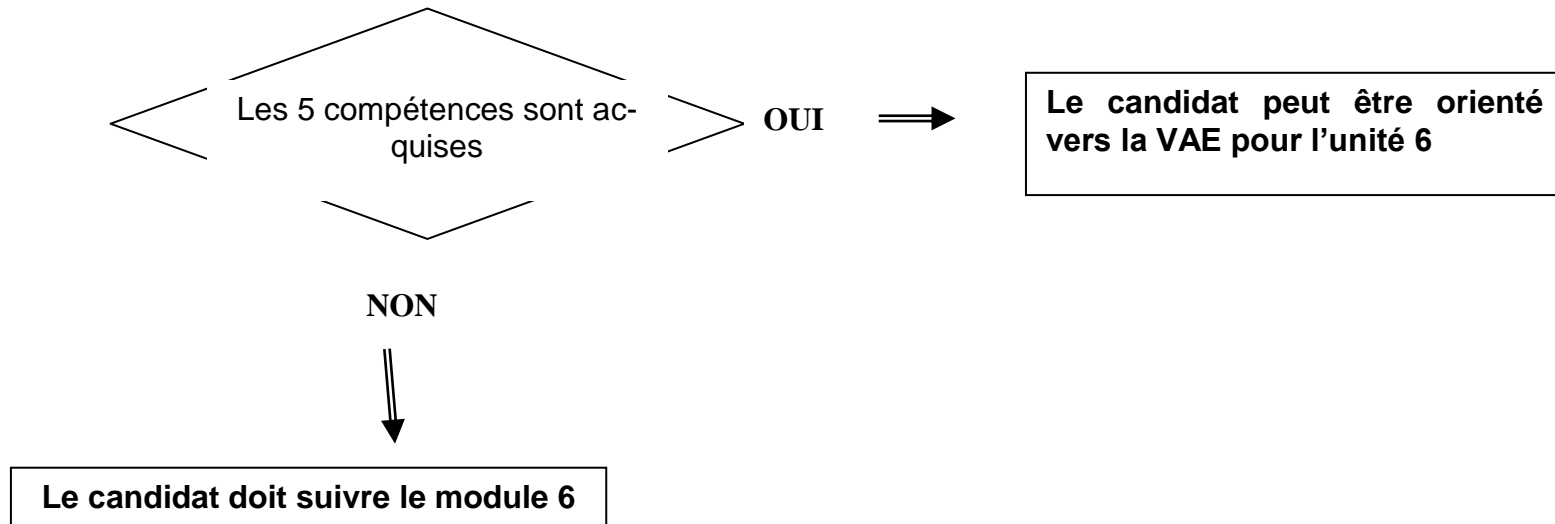 Les 5 compétences sont ac-
quises
OUI
Le candidat peut être orienté
vers la VAE pour l’unité 6
NON
Le candidat doit suivre le module 6